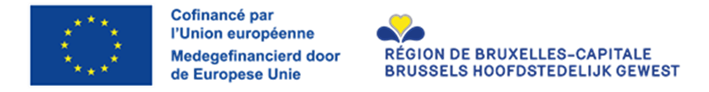 Cofinancé par
l'Union européenne
Medegefinancierd door
de Europese Unie
RÉGION DE BRUXELLES-CAPITALE
BRUSSELS HOOFDSTEDELIJK GEWEST